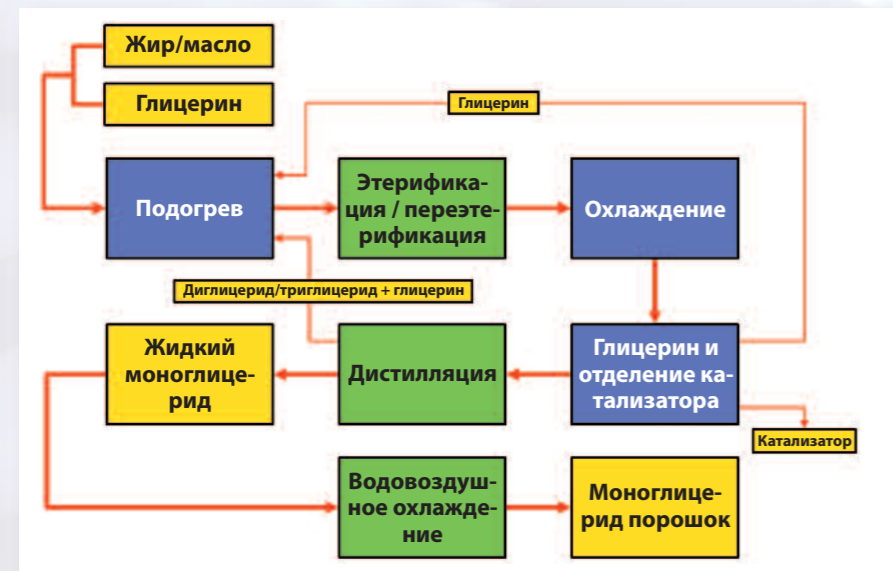 Жир/масло
Глицерин
Глицерин
Подогрев
Этерифика-
ция / переэте-
рификация
Охлаждение
Диглицерид/триглицерид + глицерин
Жидкий
моноглице-
рид
Дистилляция
Глицерин и
отделение ка-
тализатора
Катализатор
Водовоздуш-
ное охлажде-
ние
Моноглице-
рид порошок